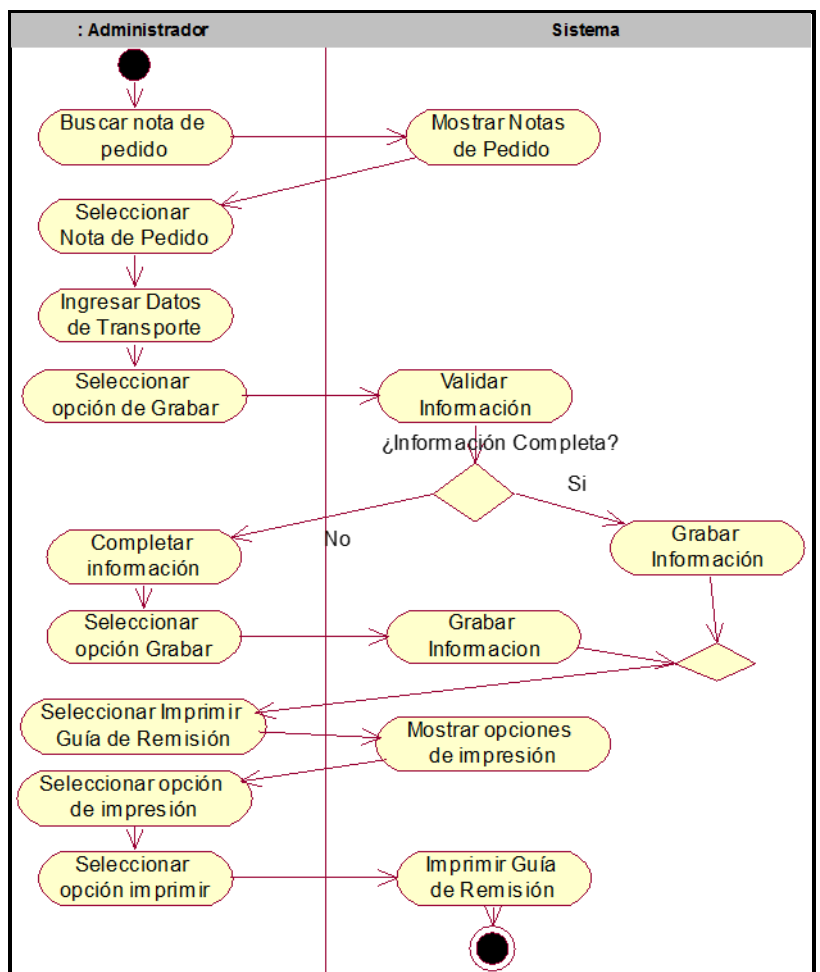 : Administrador
Sistema
Buscar nota de
pedido
Mostrar Notas
de Pedido
Seleccionar
Nota de Pedido
Ingresar Datos
de Transporte
Seleccionar
opción de Grabar
Validar
Información
¿Información Completa?
Si
No
Completar
información
Grabar
Información
Seleccionar
opción Grabar
Grabar
Informacion
Seleccionar Imprimir
Guía de Remisión
Mostrar opciones
de impresión
Seleccionar opción
de impresión
Seleccionar
opción imprimir
Imprimir Guía
de Remisión